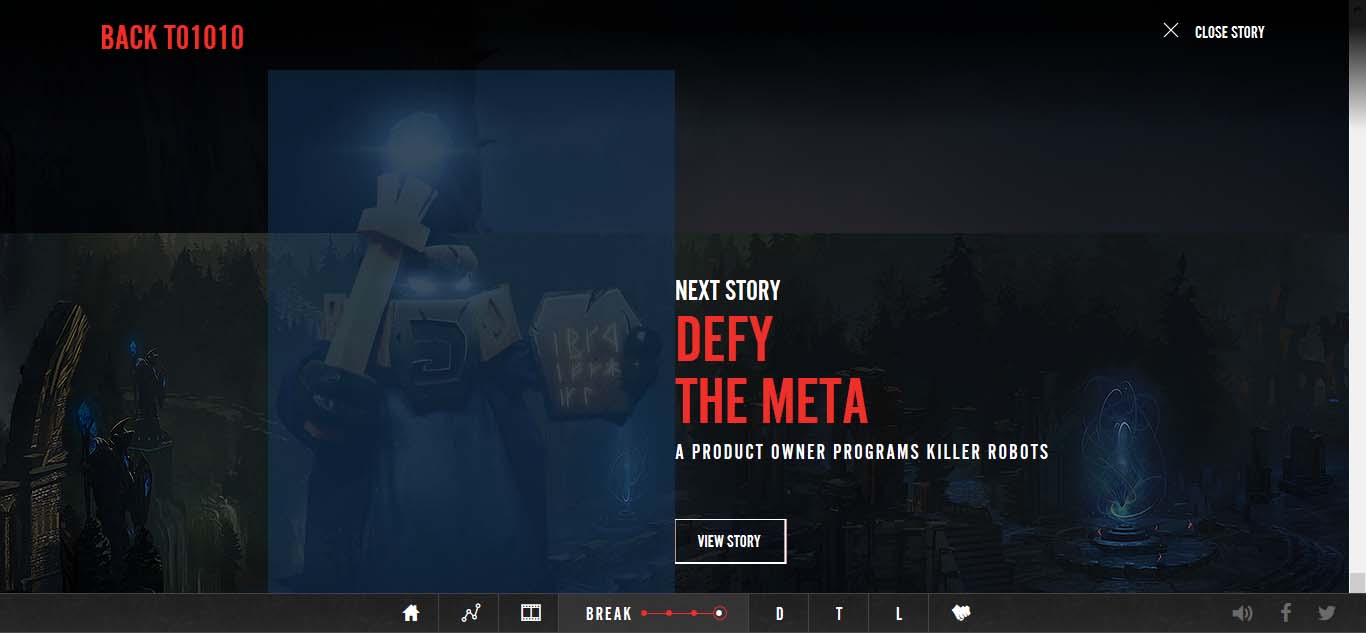 BACK TO1010
CLOSE STORY
NEXT STORY
DEFY
THE META
A PRODUCT OWNER PROGRAMS KILLER ROBOTS
VIEW STORY
BREAK
D
T
L